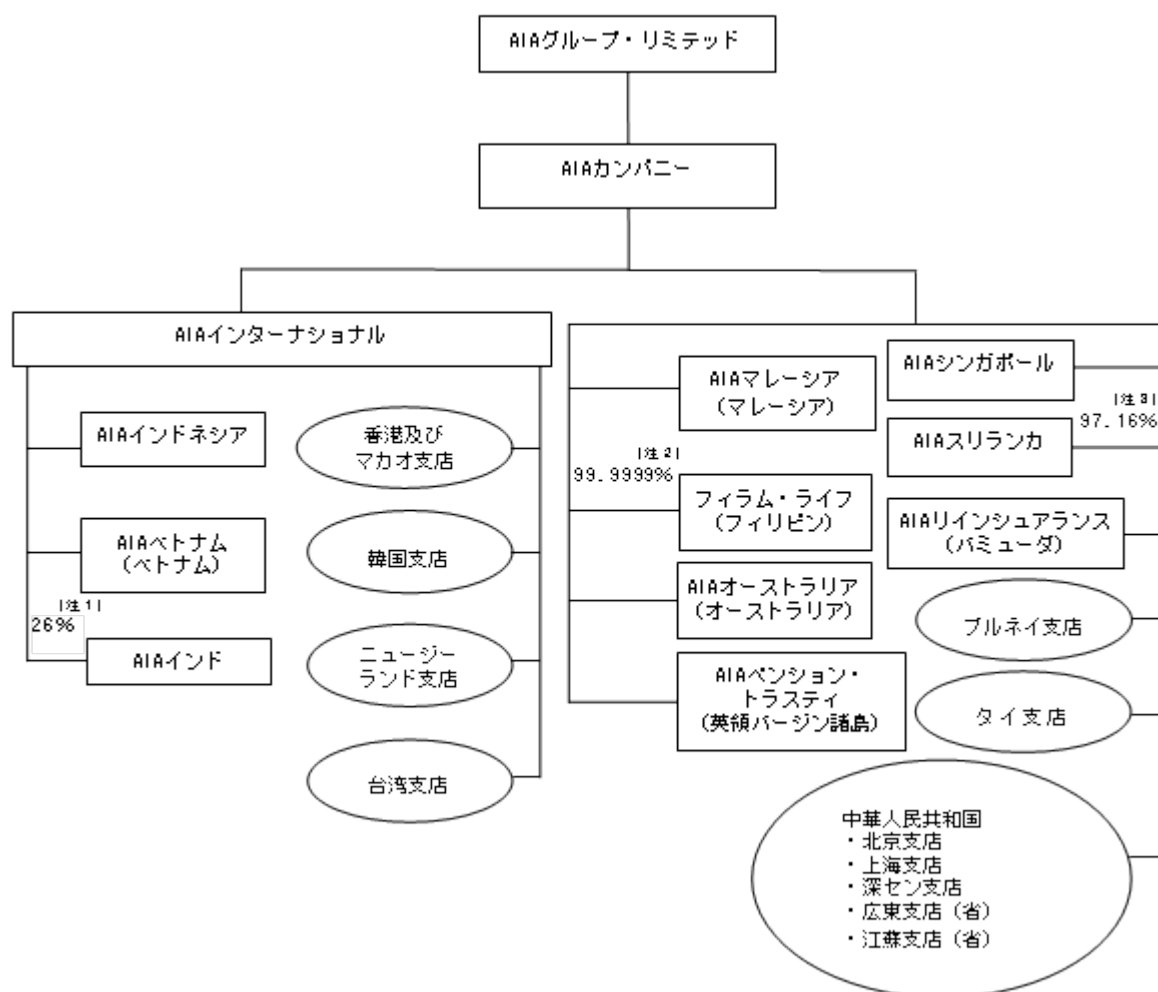 AIAグループ・リミテッド
AIAカンパニー
AIAインターナショナル
AIAインドネシア
AIAベトナム
(ベトナム)
[注1]
26%
AIAインド
香港及び
マカオ支店
韓国支店
ニュージー
ランド支店
台湾支店
AIAマレーシア
(マレーシア)
[注2]
99.9999%
フィラム・ライフ
(フィリピン)
AIAオーストラリア
(オーストラリア)
AIAペンション・
トラスティ
(英領バージン諸島)
AIAシンガポール
[注3]
97.16%
AIAスリランカ
AIAリインシュアランス
(バミューダ)
ブルネイ支店
タイ支店
中華人民共和国
・北京支店
・上海支店
・深セン支店
・広東支店(省)
・江蘇支店(省)